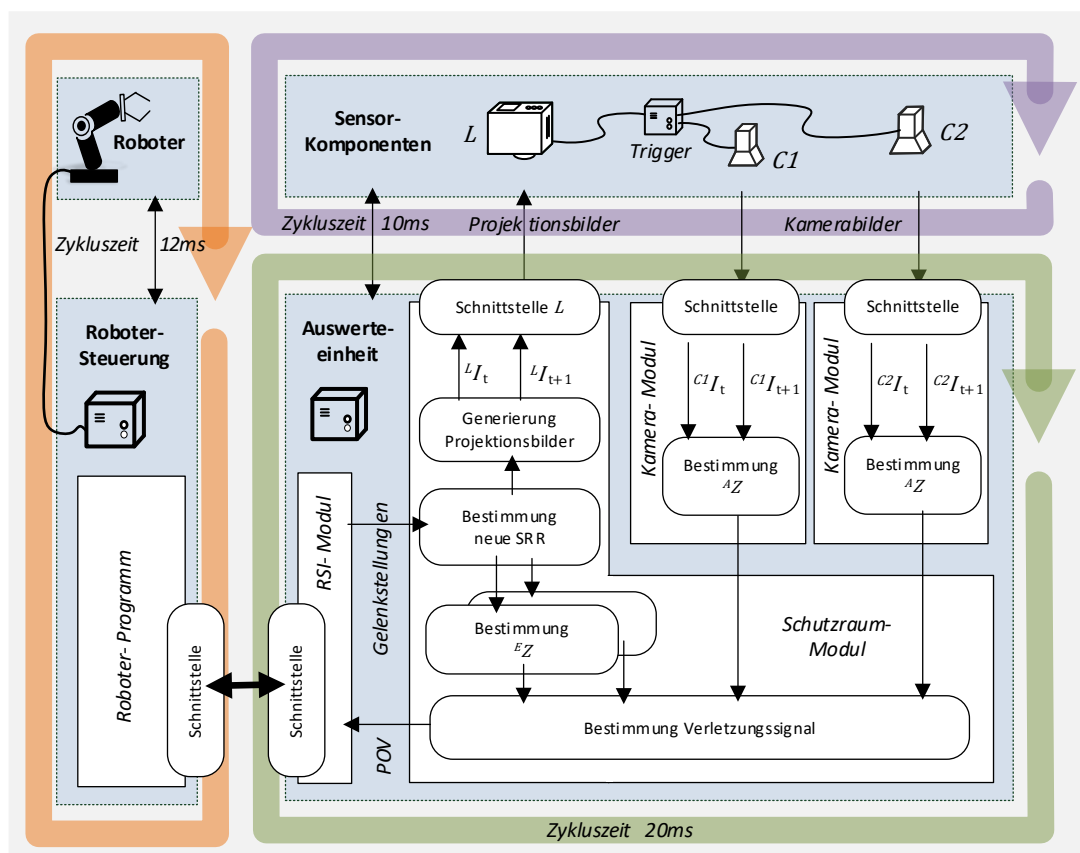 Roboter
Zykluszeit 12ms
Roboter-
Steuerung
Roboter- Programm
Schnittstelle
Sensor-
Komponenten
L
Trigger
C1
C2
Zykluszeit 10ms
Projektionsbilder
Kamerabilder
Auswerte-
einheit
RSI- Modul
Schnittstelle
Gelenkstellungen
POV
Schnittstelle L
ᴸIₜ
ᴸIₜ₊₁
Generierung
Projektionsbilder
Bestimmung
neue SRR
Bestimmung
ᴱZ
Schnittstelle
Kamera- Modul
ᶜ¹Iₜ
ᶜ¹Iₜ₊₁
Bestimmung
ᴬZ
Schnittstelle
Kamera- Modul
ᶜ²Iₜ
ᶜ²Iₜ₊₁
Bestimmung
ᴬZ
Schutzraum-
Modul
Bestimmung Verletzungssignal
Zykluszeit 20ms